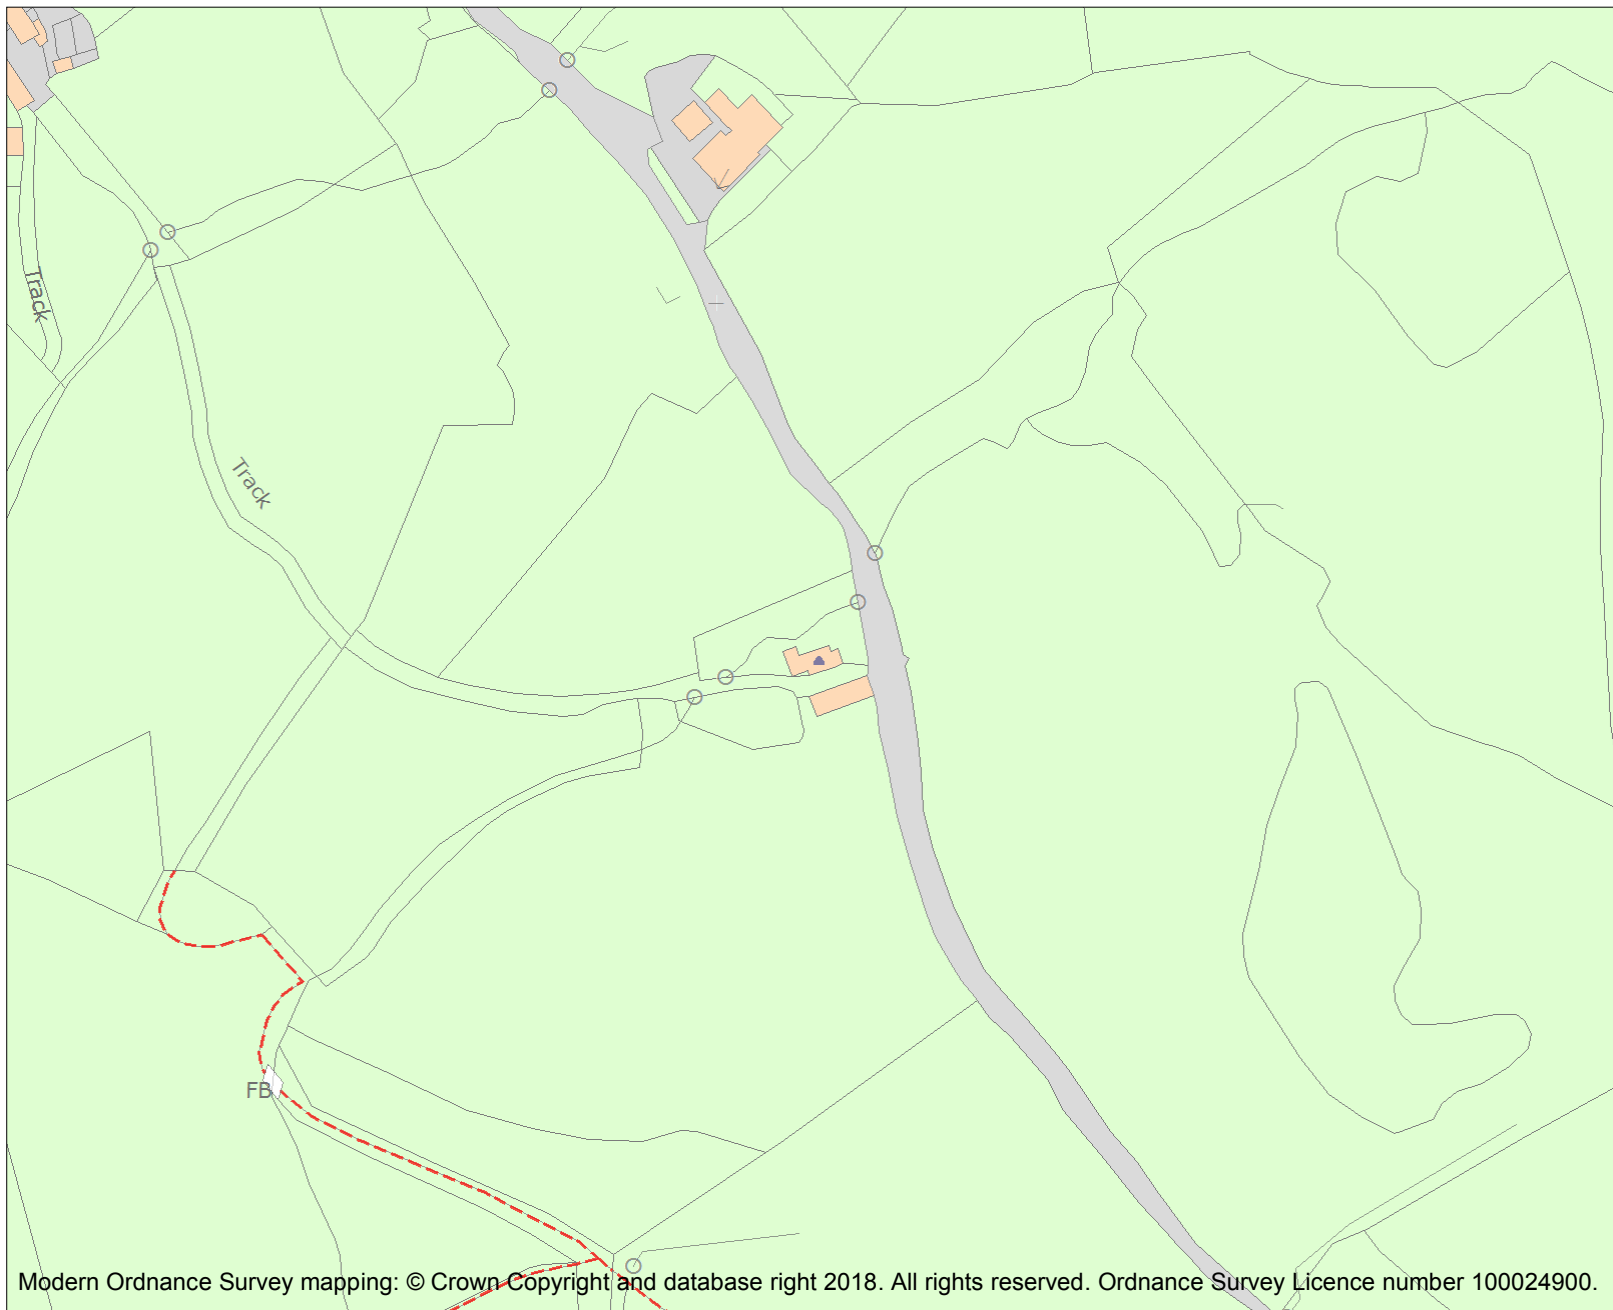 Track
Track
FB
Modern Ordnance Survey mapping: © Crown Copyright and database right 2018. All rights reserved. Ordnance Survey Licence number 100024900.